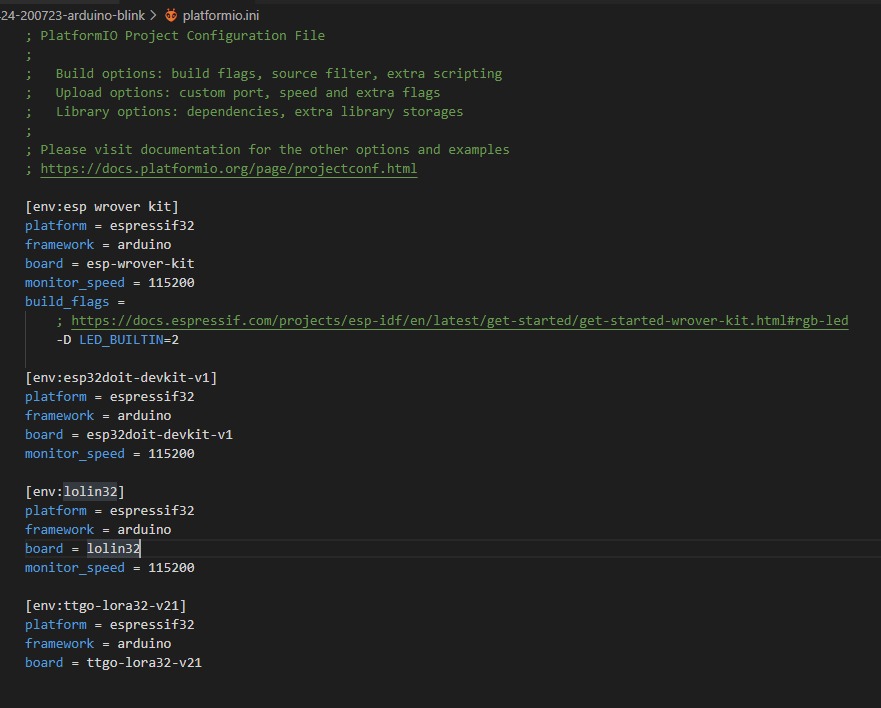 24-200723-arduino-blink > platformio.ini
; PlatformIO Project Configuration File
;
;   Build options: build flags, source filter, extra scripting
;   Upload options: custom port, speed and extra flags
;   Library options: dependencies, extra library storages
;
; Please visit documentation for the other options and examples
; https://docs.platformio.org/page/projectconf.html
[env:esp wrover kit]
platform = espressif32
framework = arduino
board = esp-wrover-kit
monitor_speed = 115200
build_flags =
    ; https://docs.espressif.com/projects/esp-idf/en/latest/get-started/get-started-wrover-kit.html#rgb-led
    -D LED_BUILTIN=2
[env:esp32doit-devkit-v1]
platform = espressif32
framework = arduino
board = esp32doit-devkit-v1
monitor_speed = 115200
[env:lolin32]
platform = espressif32
framework = arduino
board = lolin32
monitor_speed = 115200
[env:ttgo-lora32-v21]
platform = espressif32
framework = arduino
board = ttgo-lora32-v21